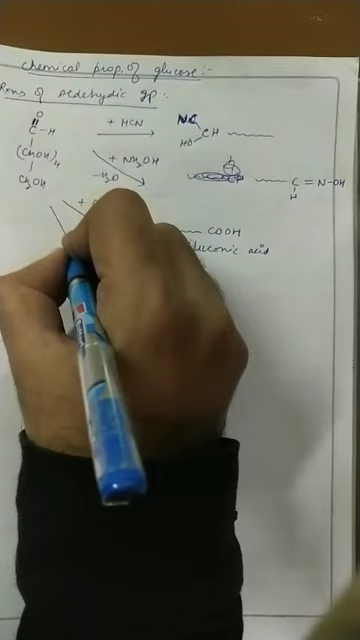 chemical prop. of glucose :-
Rxns of aldehydic gp :
O
C-H + HCN NC CH
HO
(CHOH)4 + NH2OH
-H2O C = N-OH
H
CH2OH
+ COOH
Gluconic acid